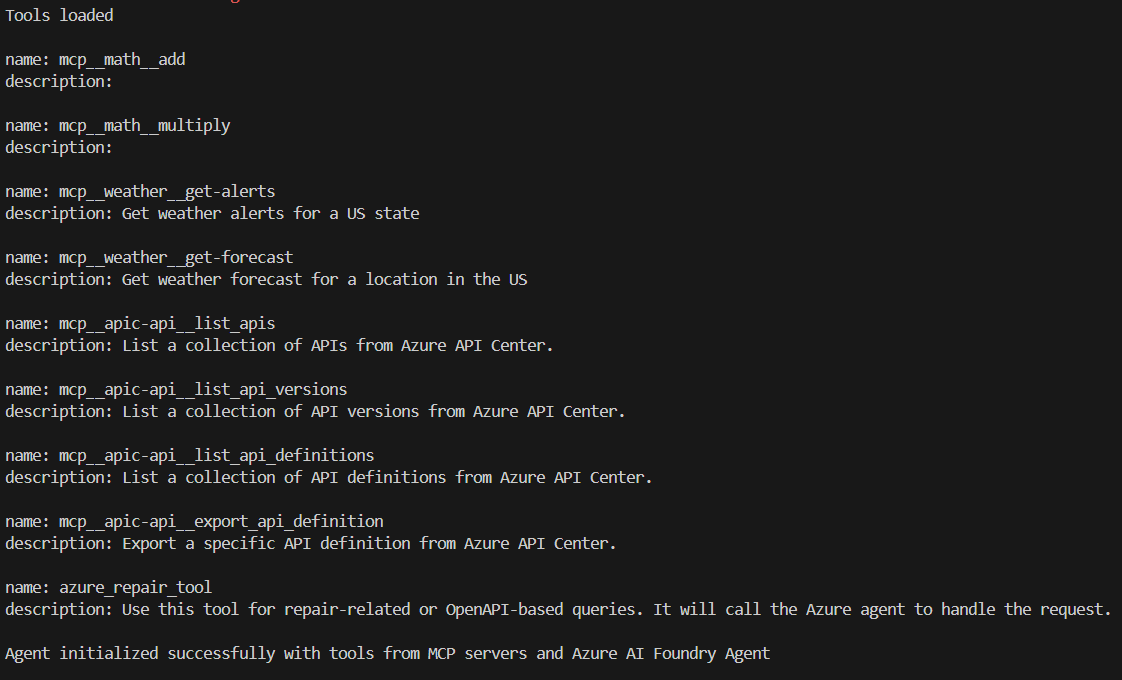 Tools loaded
name: mcp__math__add
description:
name: mcp__math__multiply
description:
name: mcp__weather__get-alerts
description: Get weather alerts for a US state
name: mcp__weather__get-forecast
description: Get weather forecast for a location in the US
name: mcp__apic-api__list_apis
description: List a collection of APIs from Azure API Center.
name: mcp__apic-api__list_api_versions
description: List a collection of API versions from Azure API Center.
name: mcp__apic-api__list_api_definitions
description: List a collection of API definitions from Azure API Center.
name: mcp__apic-api__export_api_definition
description: Export a specific API definition from Azure API Center.
name: azure_repair_tool
description: Use this tool for repair-related or OpenAPI-based queries. It will call the Azure agent to handle the request.
Agent initialized successfully with tools from MCP servers and Azure AI Foundry Agent